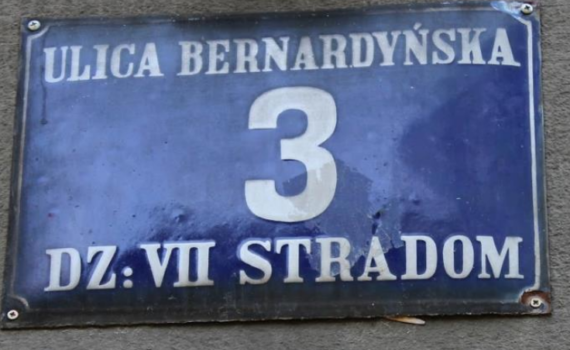 ULICA BERNARDYŃSKA
3
DZ: VII STRADOM